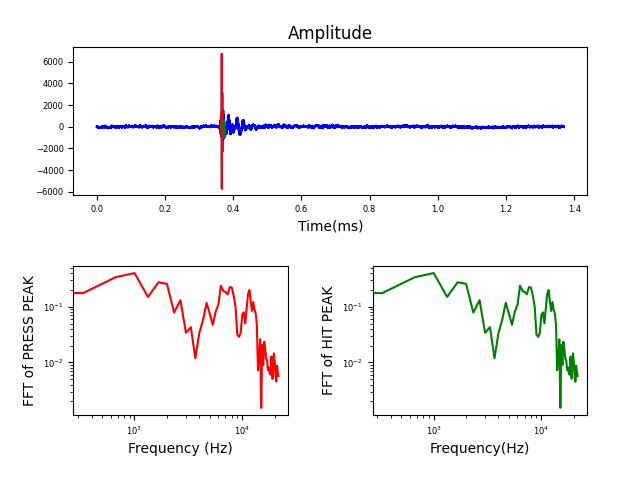 Amplitude
6000
4000
2000
0
−2000
−4000
−6000
0.0 0.2 0.4 0.6 0.8 1.0 1.2 1.4
Time(ms)
FFT of PRESS PEAK
10⁻¹
10⁻²
10³ 10⁴
Frequency (Hz)
FFT of HIT PEAK
10⁻¹
10⁻²
10³ 10⁴
Frequency(Hz)